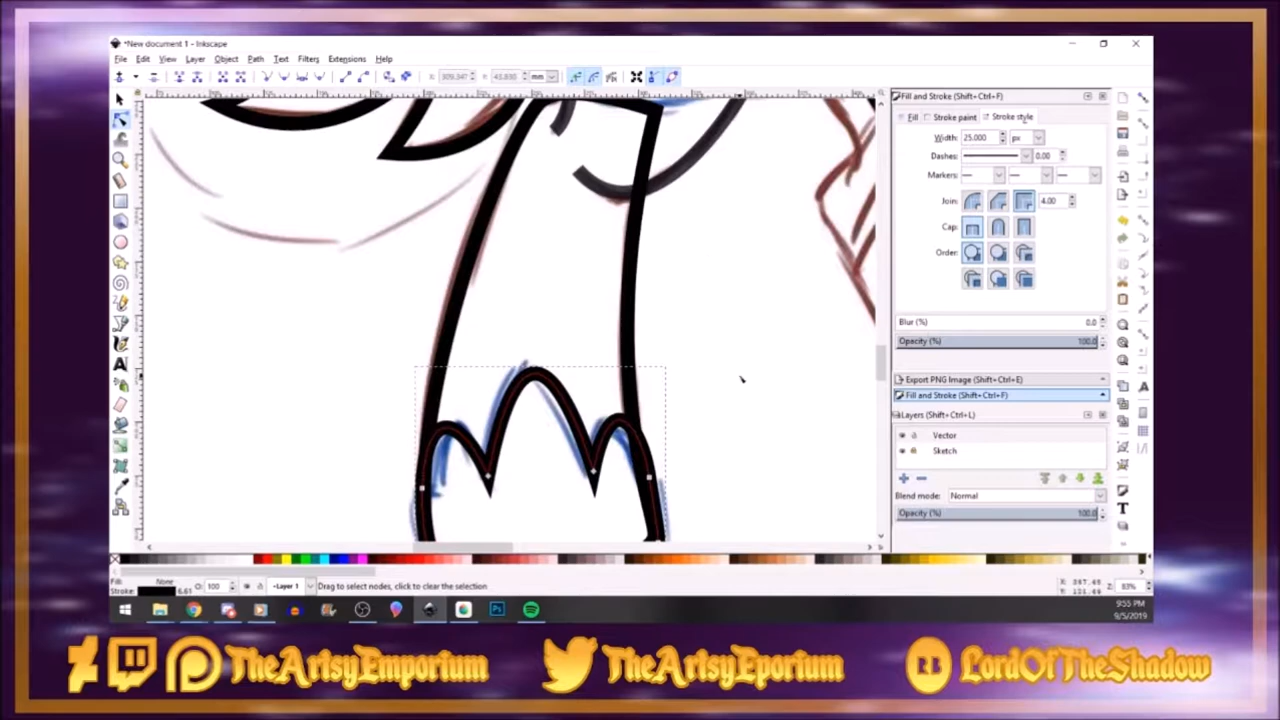 *New document 1 - Inkscape
File Edit View Layer Object Path Text Filters Extensions Help
mm
Fill and Stroke (Shift+Ctrl+F)
Fill Stroke paint Stroke style
Width: 25.000 px
Dashes: 0.00
Markers:
Join: 4.00
Cap:
Order:
Blur (%) 0.0
Opacity (%) 100.0
Export PNG Image (Shift+Ctrl+E)
Fill and Stroke (Shift+Ctrl+F)
Layers (Shift+Ctrl+L)
Vector
Sketch
Blend mode: Normal
Opacity (%) 100.0
Fill: None
Stroke: 6.61
O: 100
-Layer 1
Drag to select nodes, click to clear the selection
Z: 83%
9:55 PM
9/5/2019
TheArtsyEmporium
TheArtsyEporium
LordOfTheShadow